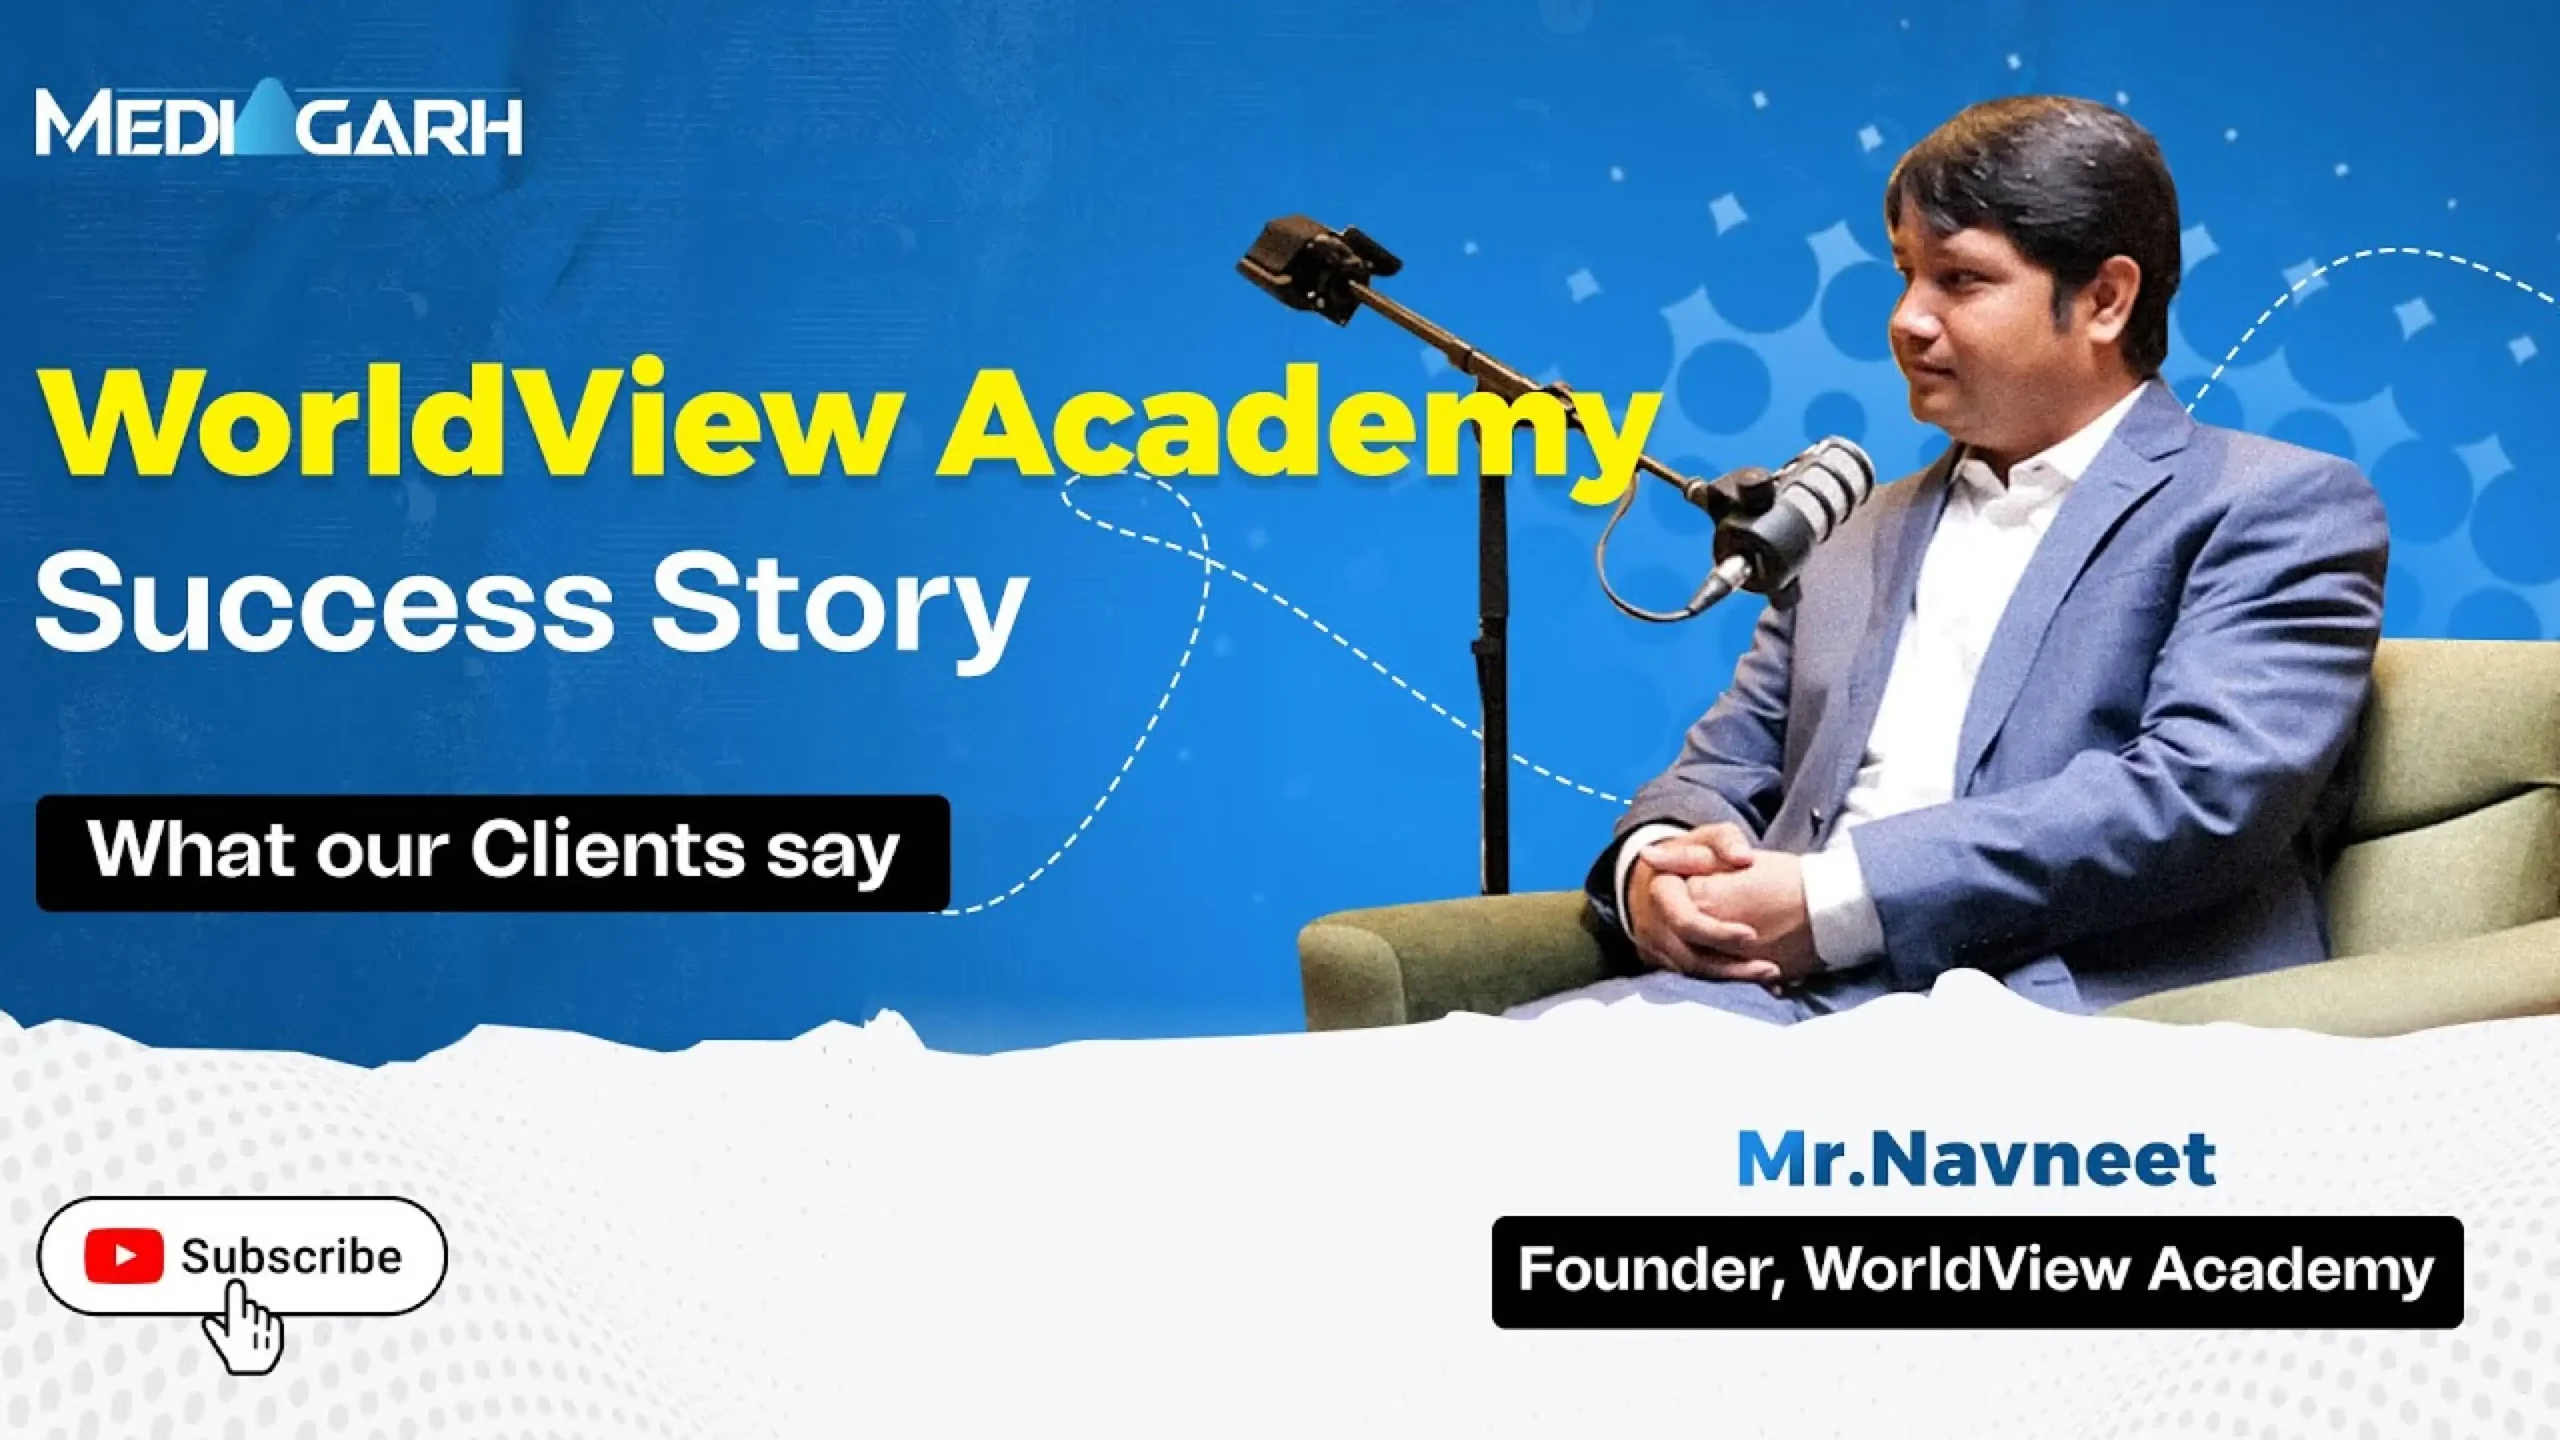 MEDIAGARH
WorldView Academy
Success Story
What our Clients say
Mr.Navneet
Founder, WorldView Academy
Subscribe